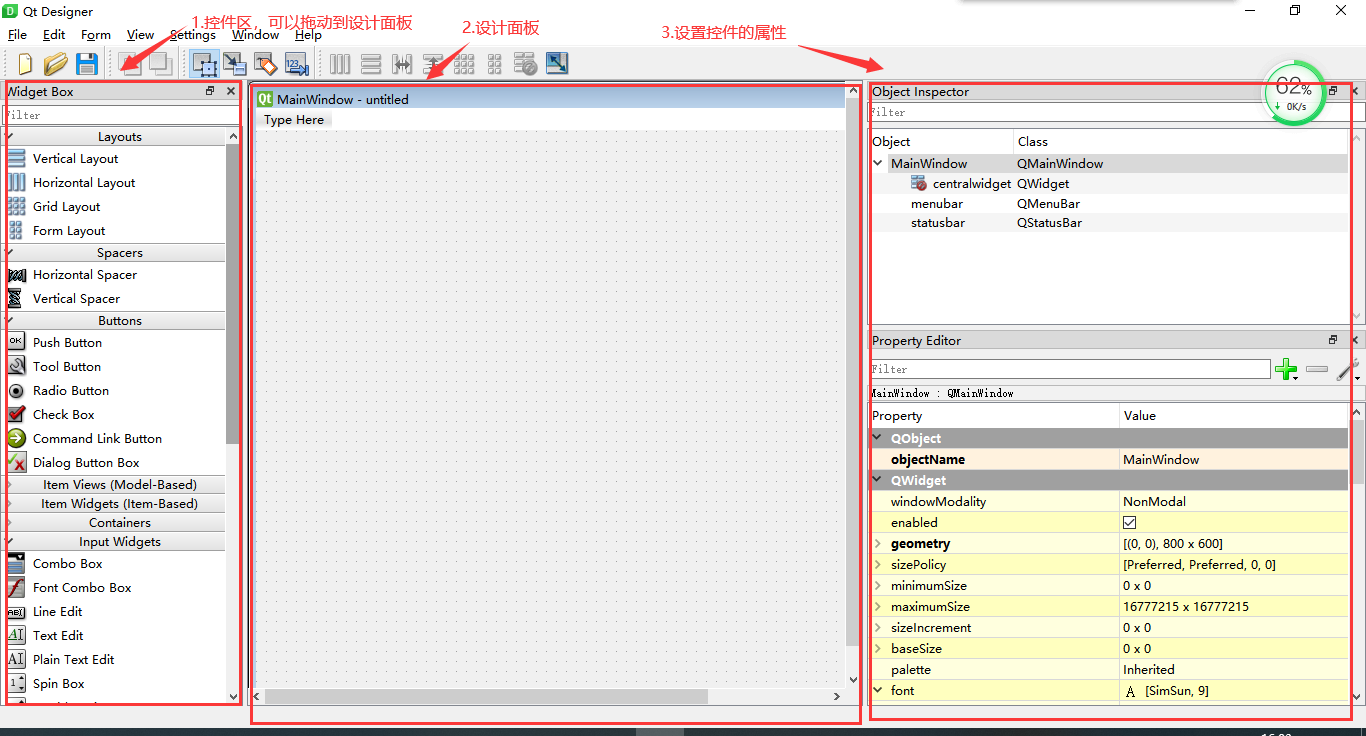 Qt Designer
1.控件区，可以拖动到设计面板
2.设计面板
3.设置控件的属性
File Edit Form View Settings Window Help
Widget Box
Filter
Layouts
Vertical Layout
Horizontal Layout
Grid Layout
Form Layout
Spacers
Horizontal Spacer
Vertical Spacer
Buttons
Push Button
Tool Button
Radio Button
Check Box
Command Link Button
Dialog Button Box
Item Views (Model-Based)
Item Widgets (Item-Based)
Containers
Input Widgets
Combo Box
Font Combo Box
Line Edit
Text Edit
Plain Text Edit
Spin Box
MainWindow - untitled
Type Here
Object Inspector
62%
0K/s
Filter
Object Class
MainWindow QMainWindow
centralwidget QWidget
menubar QMenuBar
statusbar QStatusBar
Property Editor
Filter
MainWindow : QMainWindow
Property Value
QObject
objectName MainWindow
QWidget
windowModality NonModal
enabled
geometry [(0, 0), 800 x 600]
sizePolicy [Preferred, Preferred, 0, 0]
minimumSize 0 x 0
maximumSize 16777215 x 16777215
sizeIncrement 0 x 0
baseSize 0 x 0
palette Inherited
font A [SimSun, 9]